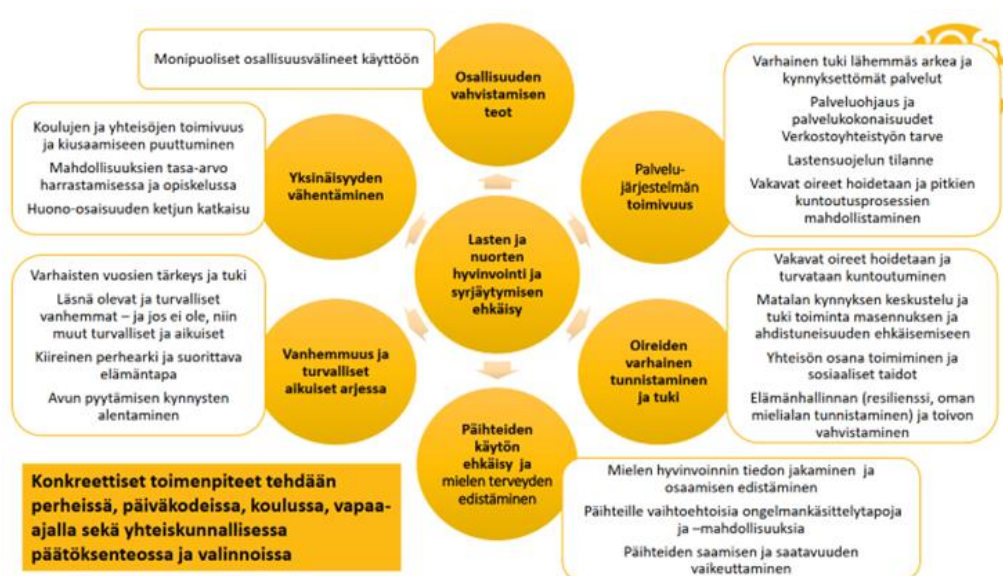 Monipuoliset osallisuusvälineet käyttöön
Osallisuuden
vahvistamisen
teot
Varhainen tuki lähemmäs arkea ja
kynnyksettömät palvelut
Palveluohjaus ja
palvelukokonaisuudet
Verkostoyhteistyön tarve
Lastensuojelun tilanne
Vakavat oireet hoidetaan ja pitkien
kuntoutusprosessien
mahdollistaminen
Koulujen ja yhteisöjen toimivuus
ja kiusaamiseen puuttuminen
Mahdollisuuksien tasa-arvo
harrastamisessa ja opiskelussa
Huono-osaisuuden ketjun katkaisu
Yksinäisyyden
vähentäminen
Palvelu-
järjestelmän
toimivuus
Lasten ja
nuorten
hyvinvointi ja
syrjäytymisen
ehkäisy
Varhaisten vuosien tärkeys ja tuki
Läsnä olevat ja turvalliset
vanhemmat – ja jos ei ole, niin
muut turvalliset ja aikuiset
Kiireinen perhearki ja suorittava
elämäntapa
Avun pyytämisen kynnysten
alentaminen
Vanhemmuus ja
turvalliset
aikuiset arjessa
Oireiden
varhainen
tunnistaminen
ja tuki
Vakavat oireet hoidetaan ja
turvataan kuntoutuminen
Matalan kynnyksen keskustelu ja
tuki toiminta masennuksen ja
ahdistuneisuuden ehkäisemiseen
Yhteisön osana toimiminen ja
sosiaaliset taidot
Elämänhallinnan (resilienssi, oman
mielialan tunnistaminen) ja toivon
vahvistaminen
Päihteiden
käytön
ehkäisy ja
mielen terveyden
edistäminen
Mielen hyvinvoinnin tiedon jakaminen ja
osaamisen edistäminen
Päihteille vaihtoehtoisia ongelmankäsittelytapoja
ja –mahdollisuuksia
Päihteiden saamisen ja saatavuuden
vaikeuttaminen
Konkreettiset toimenpiteet tehdään
perheissä, päiväkodeissa, koulussa, vapaa-
ajalla sekä yhteiskunnallisessa
päätöksenteossa ja valinnoissa